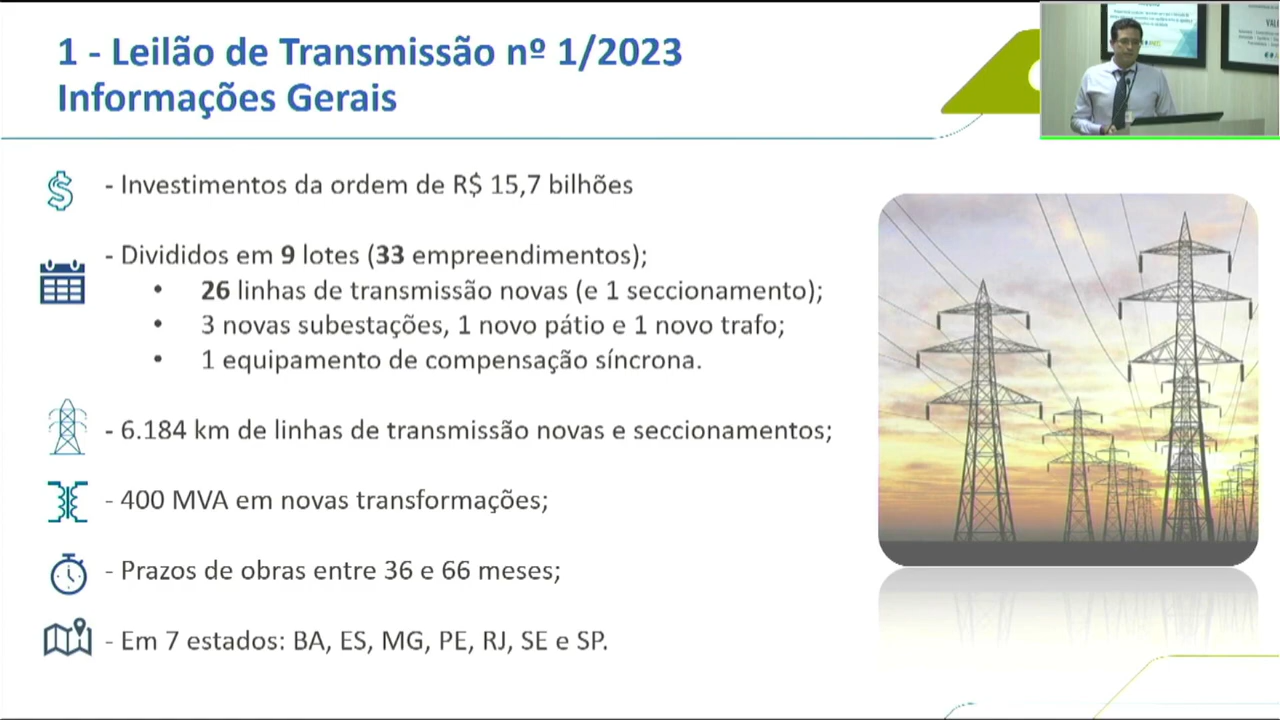 1 - Leilão de Transmissão nº 1/2023
Informações Gerais
- Investimentos da ordem de R$ 15,7 bilhões
- Divididos em 9 lotes (33 empreendimentos);
• 26 linhas de transmissão novas (e 1 seccionamento);
• 3 novas subestações, 1 novo pátio e 1 novo trafo;
• 1 equipamento de compensação síncrona.
- 6.184 km de linhas de transmissão novas e seccionamentos;
- 400 MVA em novas transformações;
- Prazos de obras entre 36 e 66 meses;
- Em 7 estados: BA, ES, MG, PE, RJ, SE e SP.